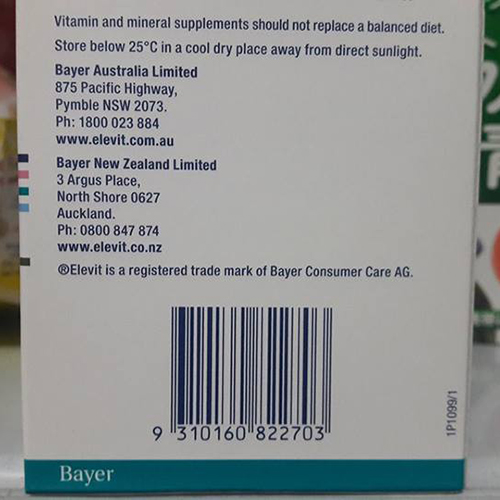 Vitamin and mineral supplements should not replace a balanced diet.
Store below 25°C in a cool dry place away from direct sunlight.
Bayer Australia Limited
875 Pacific Highway,
Pymble NSW 2073.
Ph: 1800 023 884
www.elevit.com.au
Bayer New Zealand Limited
3 Argus Place,
North Shore 0627
Auckland.
Ph: 0800 847 874
www.elevit.co.nz
®Elevit is a registered trade mark of Bayer Consumer Care AG.
9 310160 822703
1P1099/1
Bayer